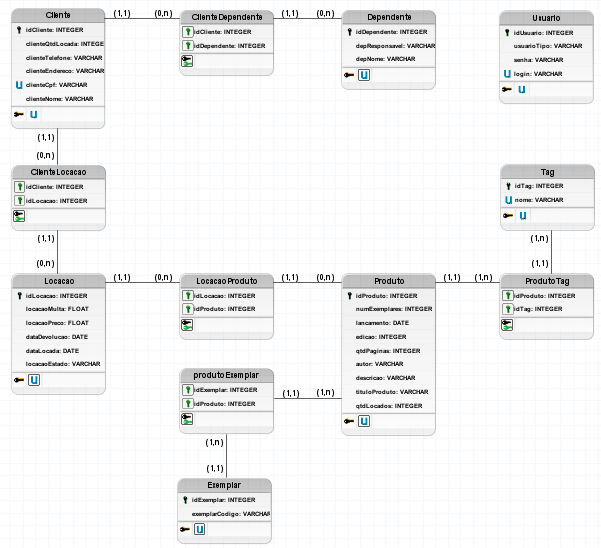 Cliente
idCliente: INTEGER
clienteQtdLocada: INTEGE
clienteTelefone: VARCHAR
clienteEndereco: VARCHAR
clienteCpf: VARCHAR
clienteNome: VARCHAR
(1,1)
(0,n)
ClienteDependente
idCliente: INTEGER
idDependente: INTEGER
(1,1)
(0,n)
Dependente
idDependente: INTEGER
depResponsavel: VARCHAR
depNome: VARCHAR
Usuario
idUsuario: INTEGER
usuarioTipo: VARCHAR
senha: VARCHAR
login: VARCHAR
(1,1)
(0,n)
ClienteLocacao
idCliente: INTEGER
idLocacao: INTEGER
(1,1)
(0,n)
Tag
idTag: INTEGER
nome: VARCHAR
(1,n)
(1,1)
Locacao
idLocacao: INTEGER
locacaoMulta: FLOAT
locacaoPreco: FLOAT
dataDevolucao: DATE
dataLocada: DATE
locacaoEstado: VARCHAR
(1,1)
(0,n)
LocacaoProduto
idLocacao: INTEGER
idProduto: INTEGER
(1,1)
(0,n)
Produto
idProduto: INTEGER
numExemplares: INTEGER
lancamento: DATE
edicao: INTEGER
qtdPaginas: INTEGER
autor: VARCHAR
descricao: VARCHAR
tituloProduto: VARCHAR
qtdLocados: INTEGER
(1,1)
(1,n)
ProdutoTag
idProduto: INTEGER
idTag: INTEGER
produtoExemplar
idExemplar: INTEGER
idProduto: INTEGER
(1,1)
(1,n)
(1,n)
(1,1)
Exemplar
idExemplar: INTEGER
exemplarCodigo: VARCHAR